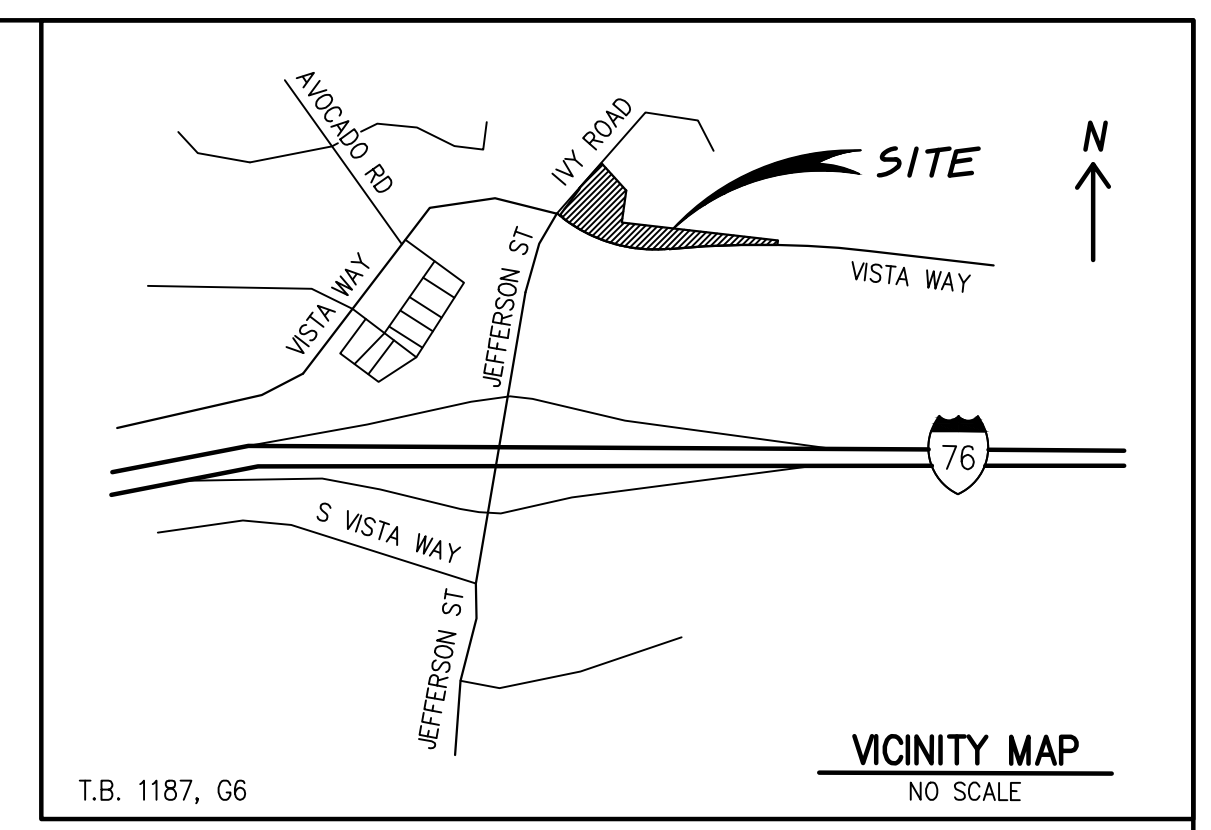 AVOCADO RD
IVY ROAD
N
SITE
JEFFERSON ST
VISTA WAY
VISTA WAY
76
S VISTA WAY
JEFFERSON ST
VICINITY MAP
NO SCALE
T.B. 1187, G6